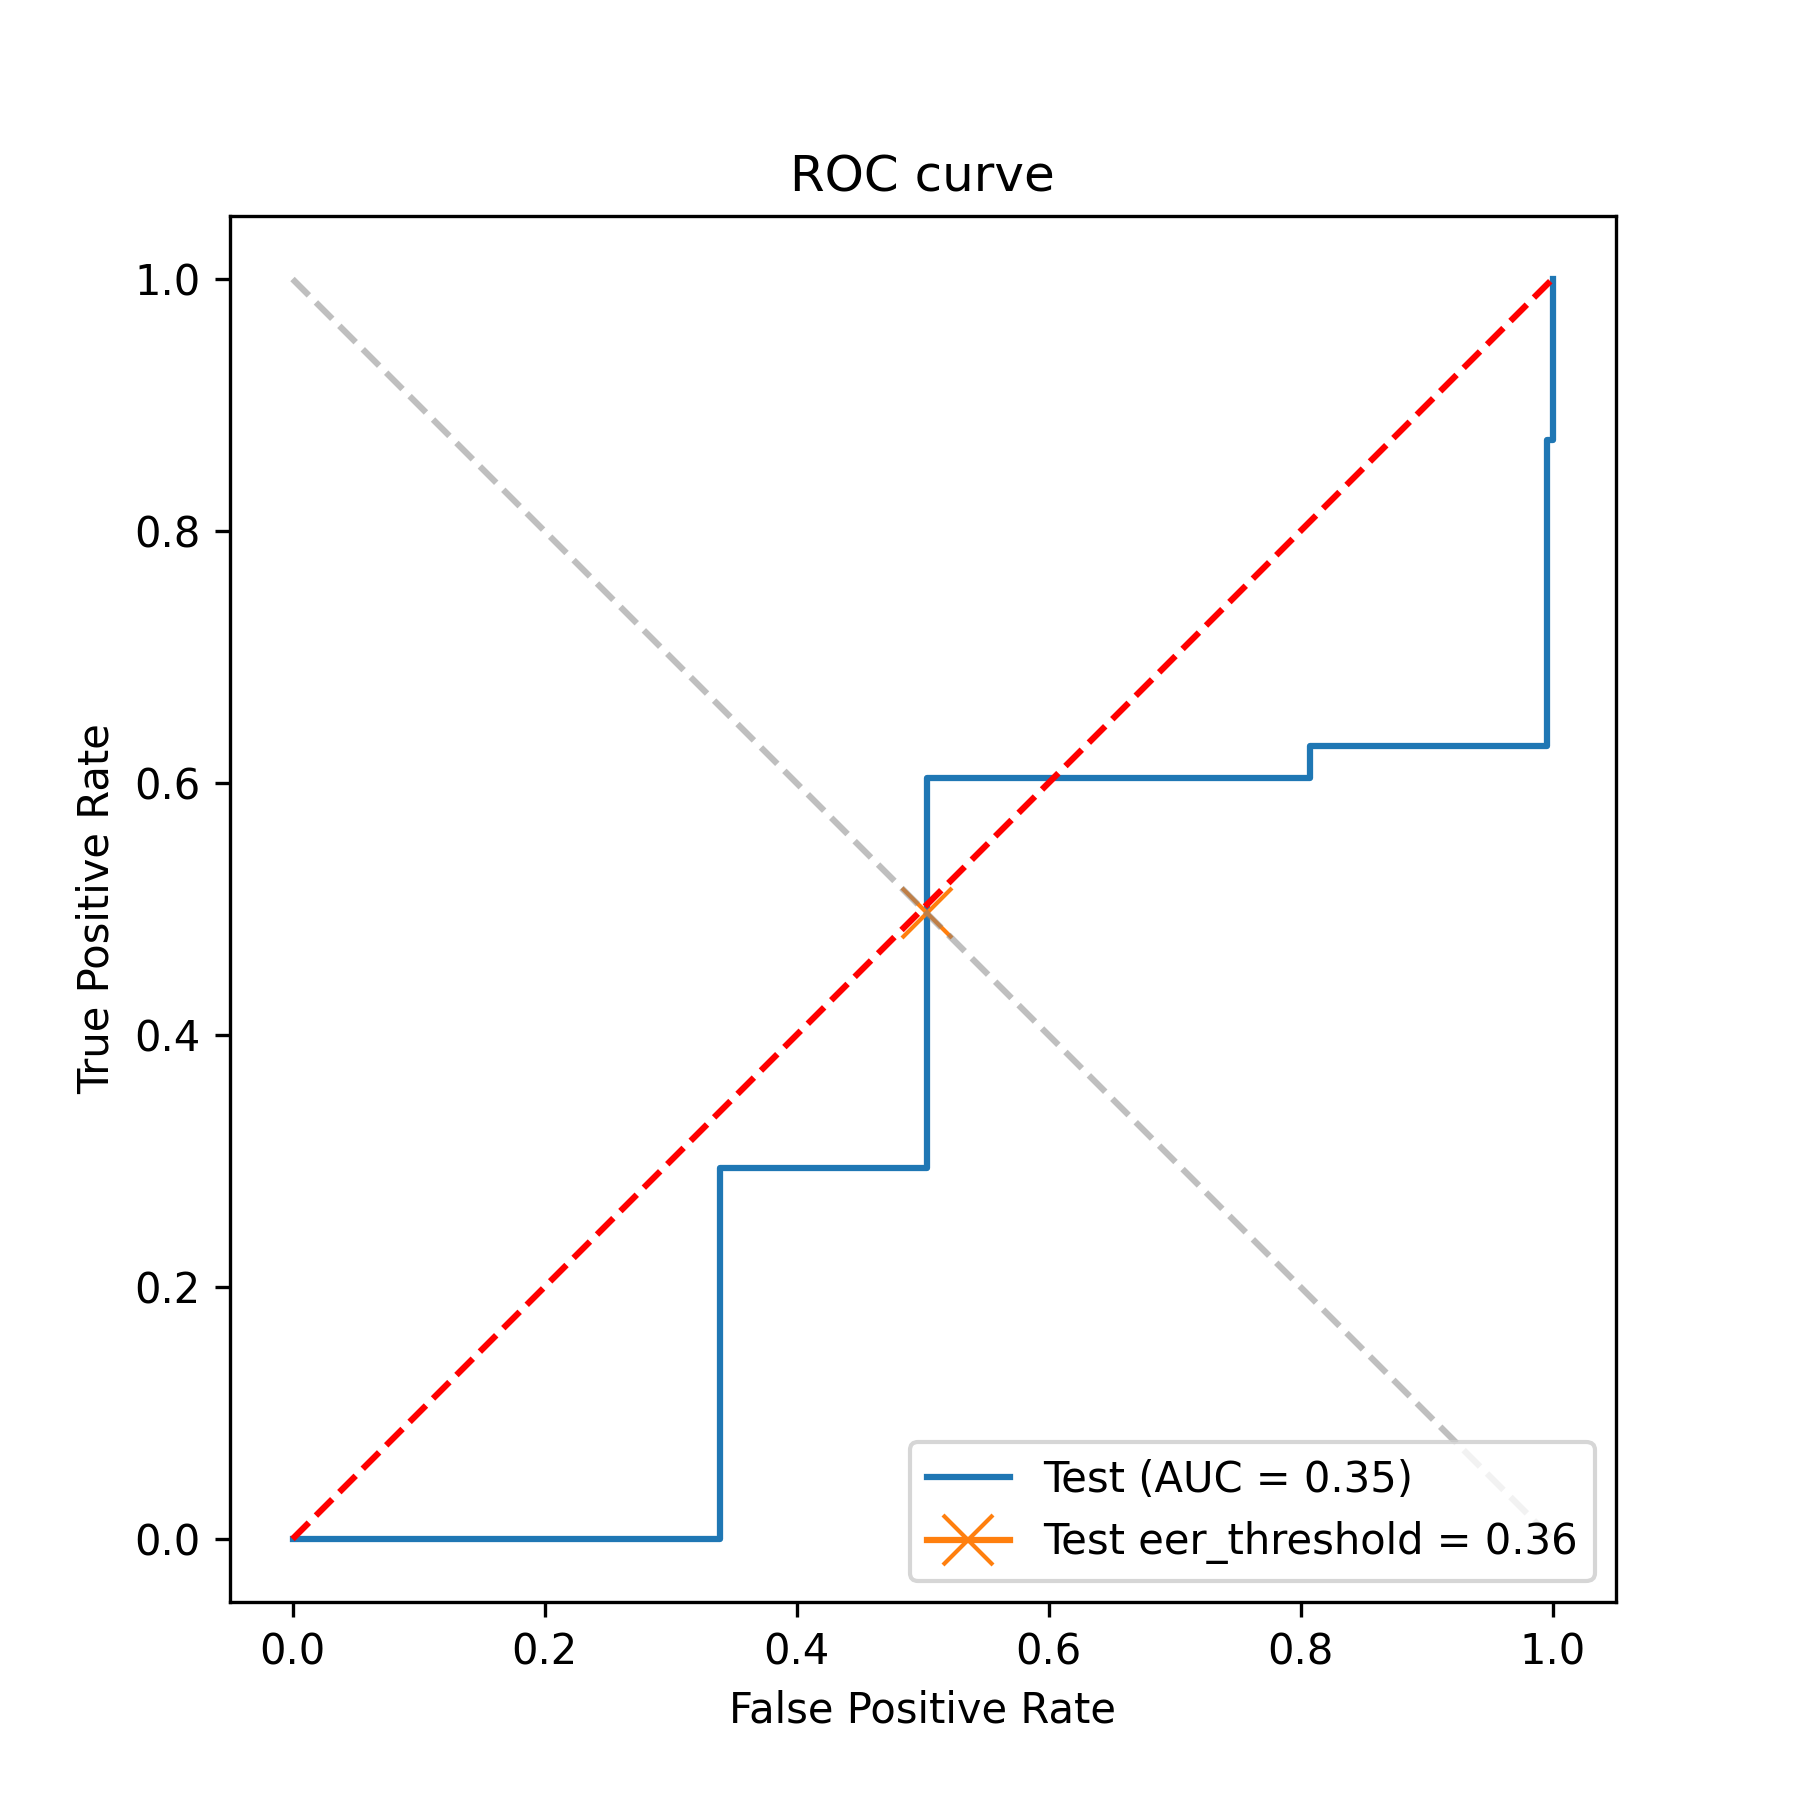 ROC curve
1.0
0.8
0.6
0.4
0.2
0.0
True Positive Rate
Test (AUC = 0.35)
Test eer_threshold = 0.36
0.0 0.2 0.4 0.6 0.8 1.0
False Positive Rate